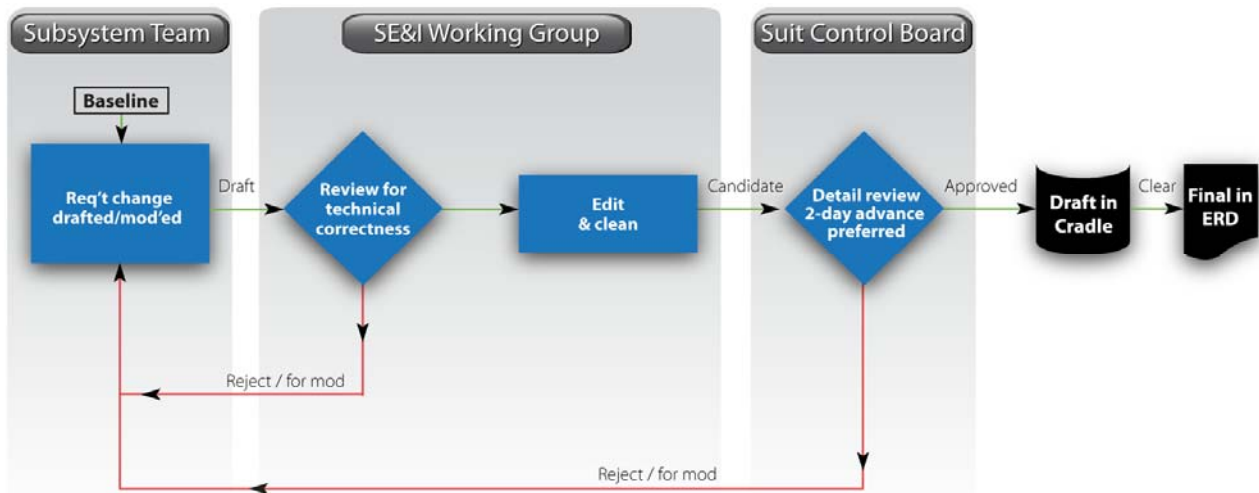 Subsystem Team
SE&I Working Group
Suit Control Board
Baseline
Req't change
drafted/mod'ed
Draft
Review for
technical
correctness
Edit
& clean
Candidate
Detail review
2-day advance
preferred
Approved
Draft in
Cradle
Clear
Final in
ERD
Reject / for mod
Reject / for mod